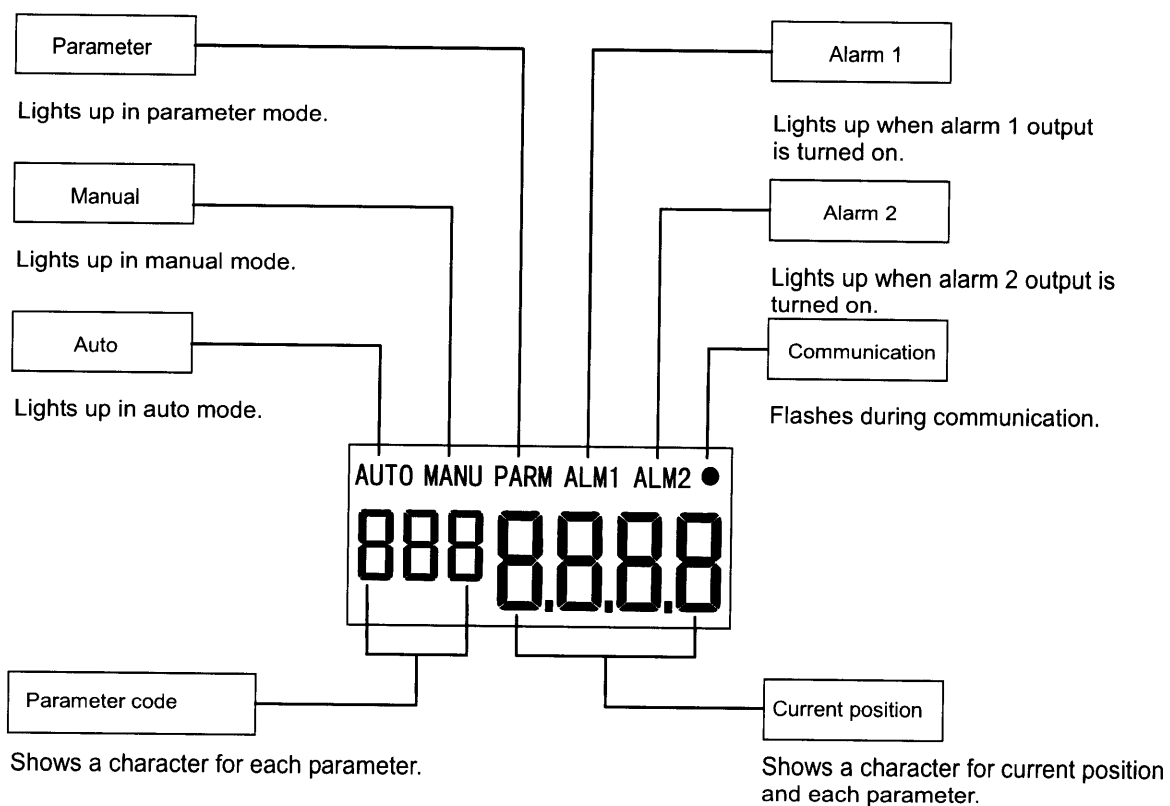 Parameter
Lights up in parameter mode.
Manual
Lights up in manual mode.
Auto
Lights up in auto mode.
Alarm 1
Lights up when alarm 1 output
is turned on.
Alarm 2
Lights up when alarm 2 output is
turned on.
Communication
Flashes during communication.
AUTO MANU PARM ALM1 ALM2
888 8.8.8.8
Parameter code
Shows a character for each parameter.
Current position
Shows a character for current position
and each parameter.